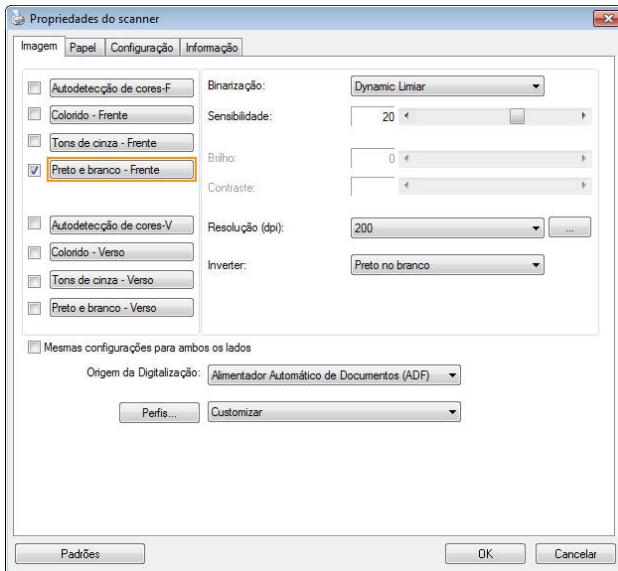 Propriedades do scanner
Imagem Papel Configuração Informação
Autodetecção de cores-F
Colorido - Frente
Tons de cinza - Frente
Preto e branco - Frente
Autodetecção de cores-V
Colorido - Verso
Tons de cinza - Verso
Preto e branco - Verso
Binarização: Dynamic Limiar
Sensibilidade: 20
Brilho: 0
Contraste:
Resolução (dpi): 200 ...
Inverter: Preto no branco
Mesmas configurações para ambos os lados
Origem da Digitalização: Alimentador Automático de Documentos (ADF)
Perfis... Customizar
Padrões OK Cancelar